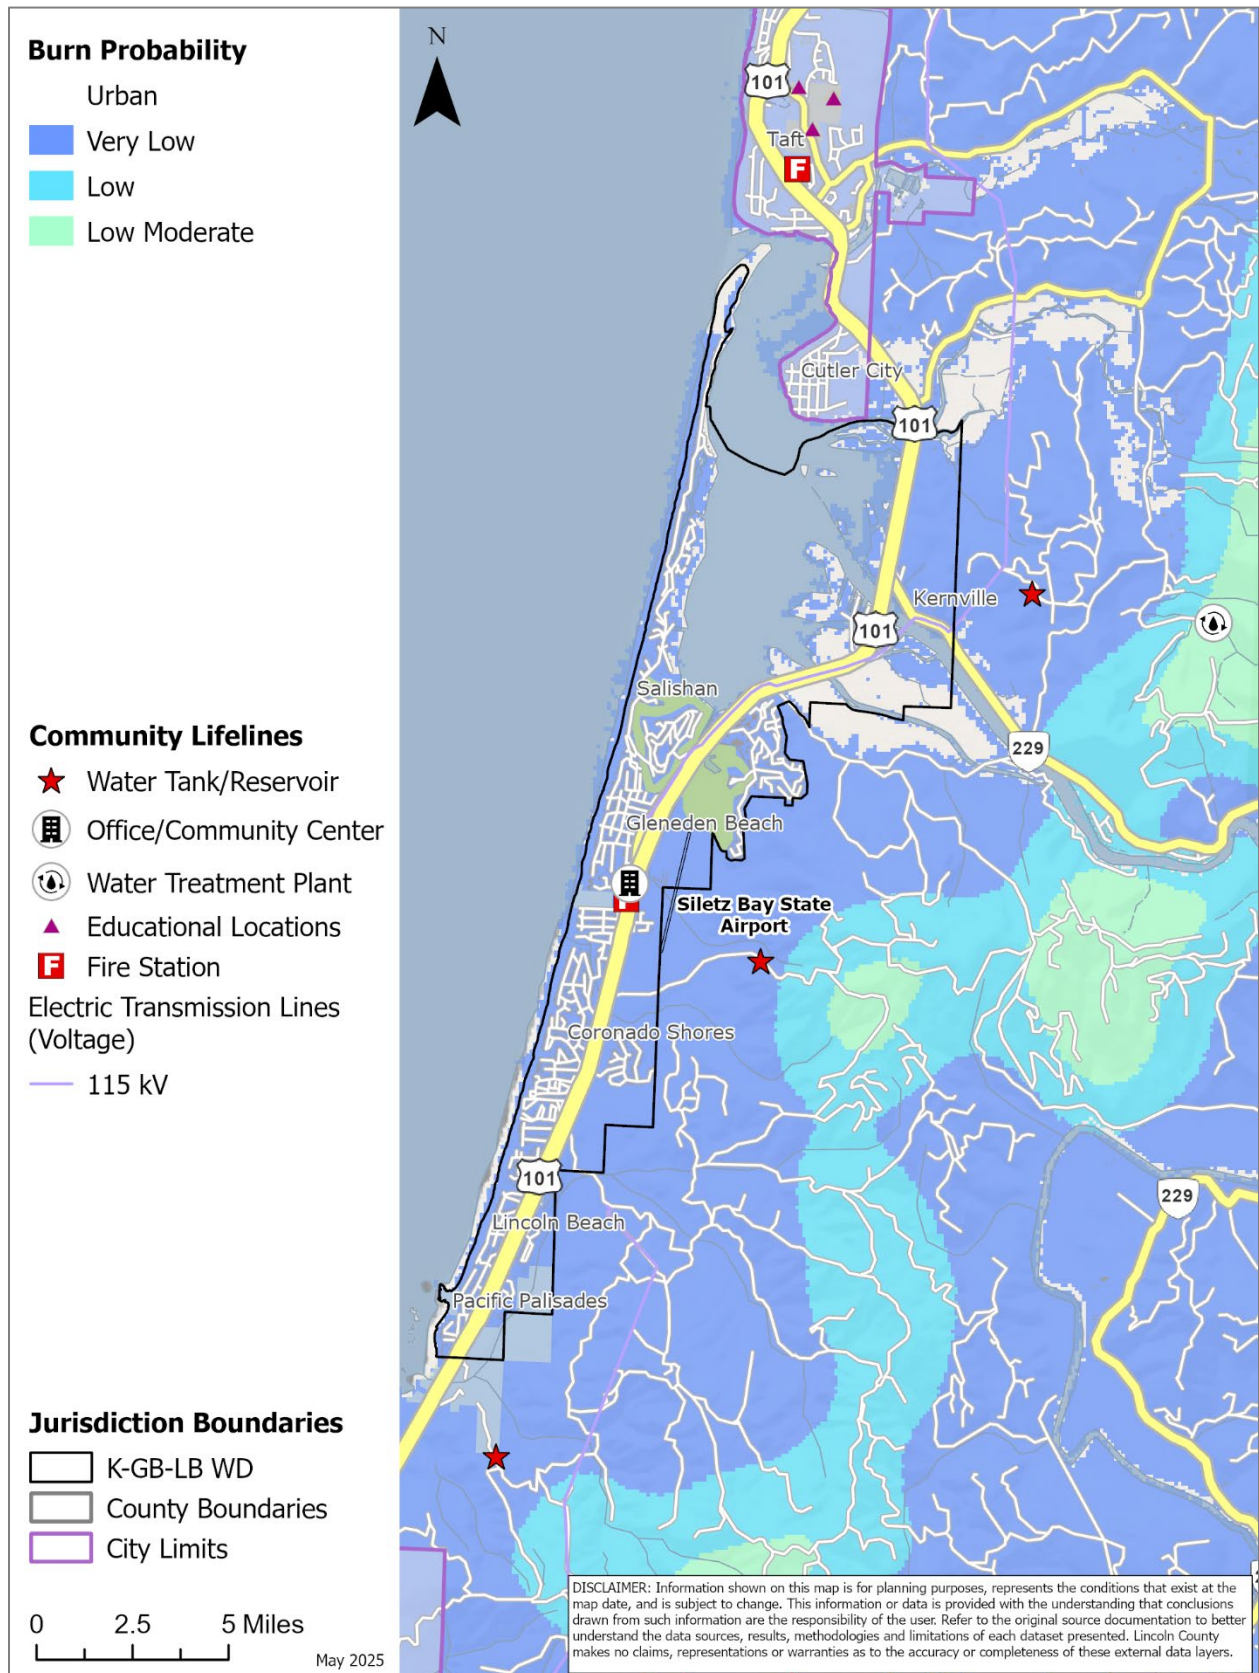 Burn Probability
Urban
Very Low
Low
Low Moderate
Community Lifelines
Water Tank/Reservoir
Office/Community Center
Water Treatment Plant
Educational Locations
F Fire Station
Electric Transmission Lines
(Voltage)
115 kV
Jurisdiction Boundaries
K-GB-LB WD
County Boundaries
City Limits
0 2.5 5 Miles
May 2025
N
101
Taft
F
Cutler City
101
Kernville
101
Salishan
229
Gleneden Beach
Siletz Bay State
Airport
Coronado Shores
101
229
Lincoln Beach
Pacific Palisades
DISCLAIMER: Information shown on this map is for planning purposes, represents the conditions that exist at the
map date, and is subject to change. This information or data is provided with the understanding that conclusions
drawn from such information are the responsibility of the user. Refer to the original source documentation to better
understand the data sources, results, methodologies and limitations of each dataset presented. Lincoln County
makes no claims, representations or warranties as to the accuracy or completeness of these external data layers.